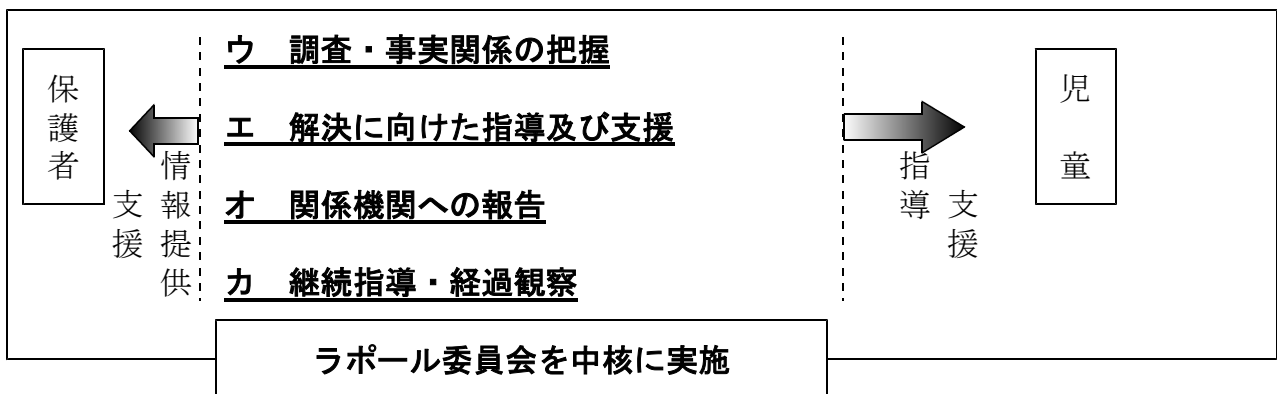 保護者
情報提供
支援
ウ　調査・事実関係の把握
エ　解決に向けた指導及び支援
オ　関係機関への報告
カ　継続指導・経過観察
指導
支援
児童
ラポール委員会を中核に実施